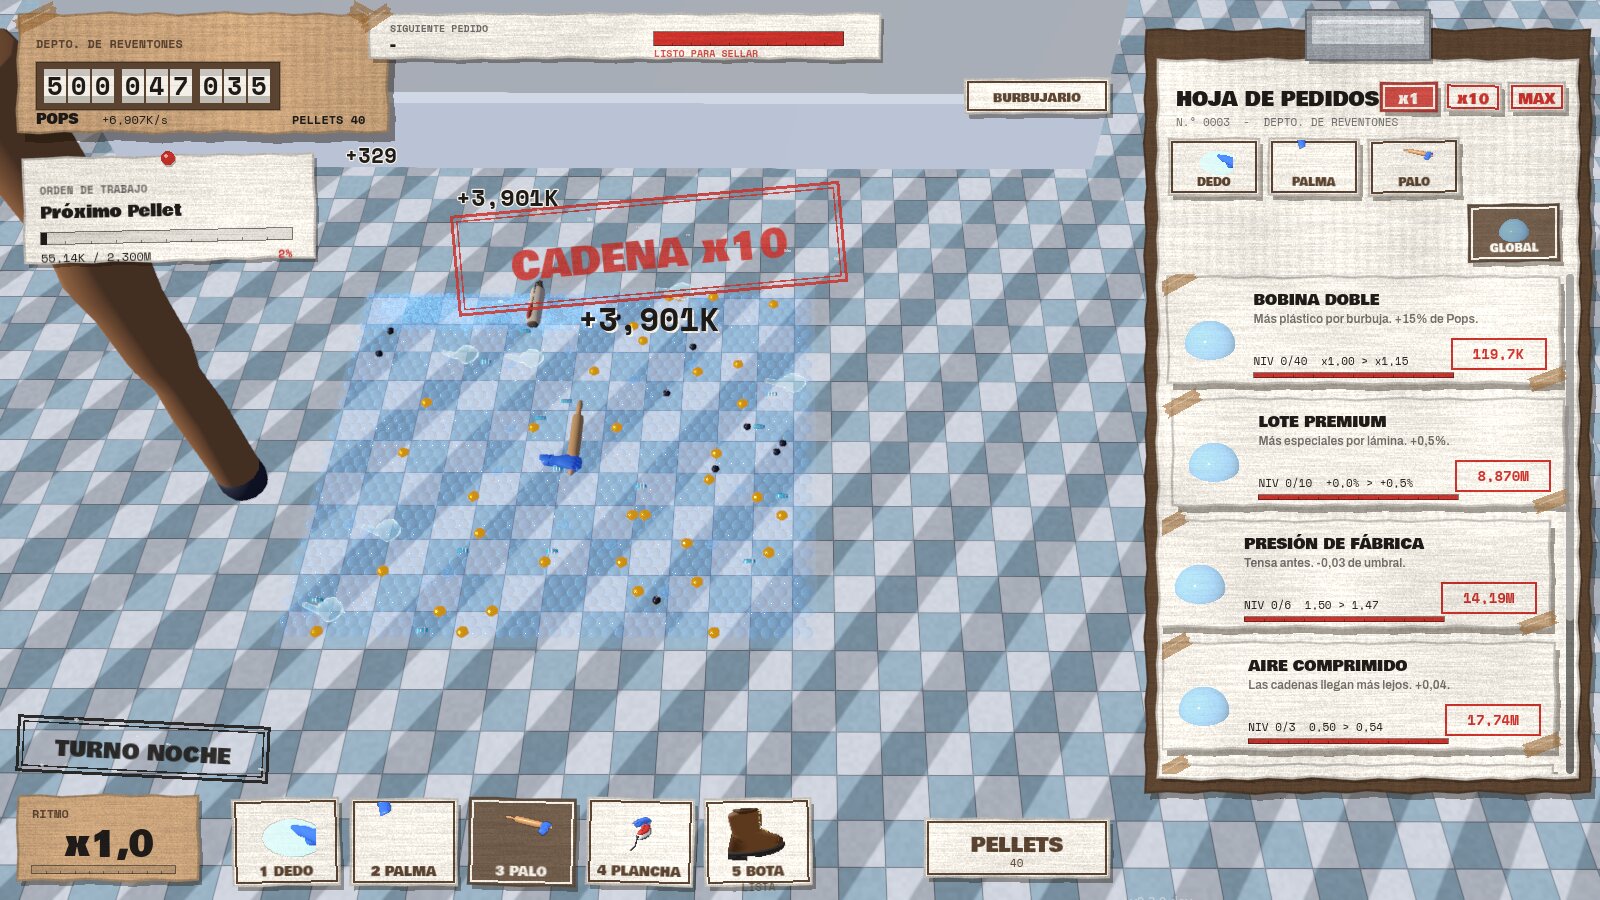 DEPTO. DE REVENTONES
500 047 035
POPS +6,907K/s PELLETS 40
SIGUIENTE PEDIDO
-
LISTO PARA SELLAR
BURBUJARIO
ORDEN DE TRABAJO
Próximo Pellet
55,14K / 2,300M 2%
+329
+3,901K
CADENA x10
+3,901K
HOJA DE PEDIDOS x1 x10 MAX
N.º 0003 - DEPTO. DE REVENTONES
DEDO PALMA PALO
GLOBAL
BOBINA DOBLE
Más plástico por burbuja. +15% de Pops.
NIV 0/40 x1,00 > x1,15 119,7K
LOTE PREMIUM
Más especiales por lámina. +0,5%.
NIV 0/10 +0,0% > +0,5% 8,870M
PRESIÓN DE FÁBRICA
Tensa antes. -0,03 de umbral.
NIV 0/6 1,50 > 1,47 14,19M
AIRE COMPRIMIDO
Las cadenas llegan más lejos. +0,04.
NIV 0/3 0,50 > 0,54 17,74M
TURNO NOCHE
RITMO
x1,0
1 DEDO 2 PALMA 3 PALO 4 PLANCHA 5 BOTA
LISTA
PELLETS
40